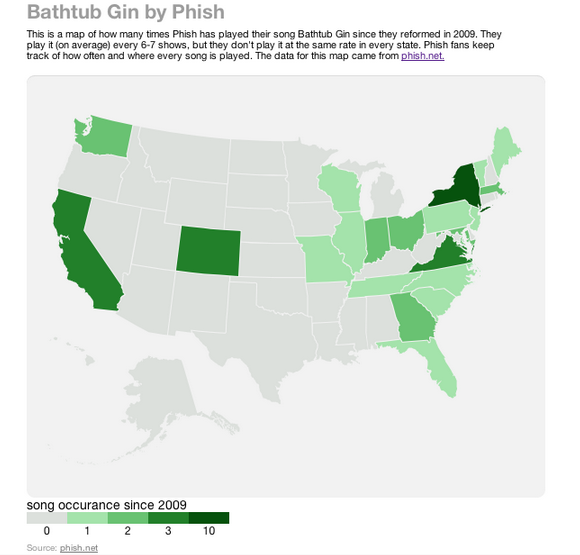 Bathtub Gin by Phish
This is a map of how many times Phish has played their song Bathtub Gin since they reformed in 2009. They
play it (on average) every 6-7 shows, but they don't play it at the same rate in every state. Phish fans keep
track of how often and where every song is played. The data for this map came from phish.net.
song occurance since 2009
0 1 2 3 10
Source: phish.net